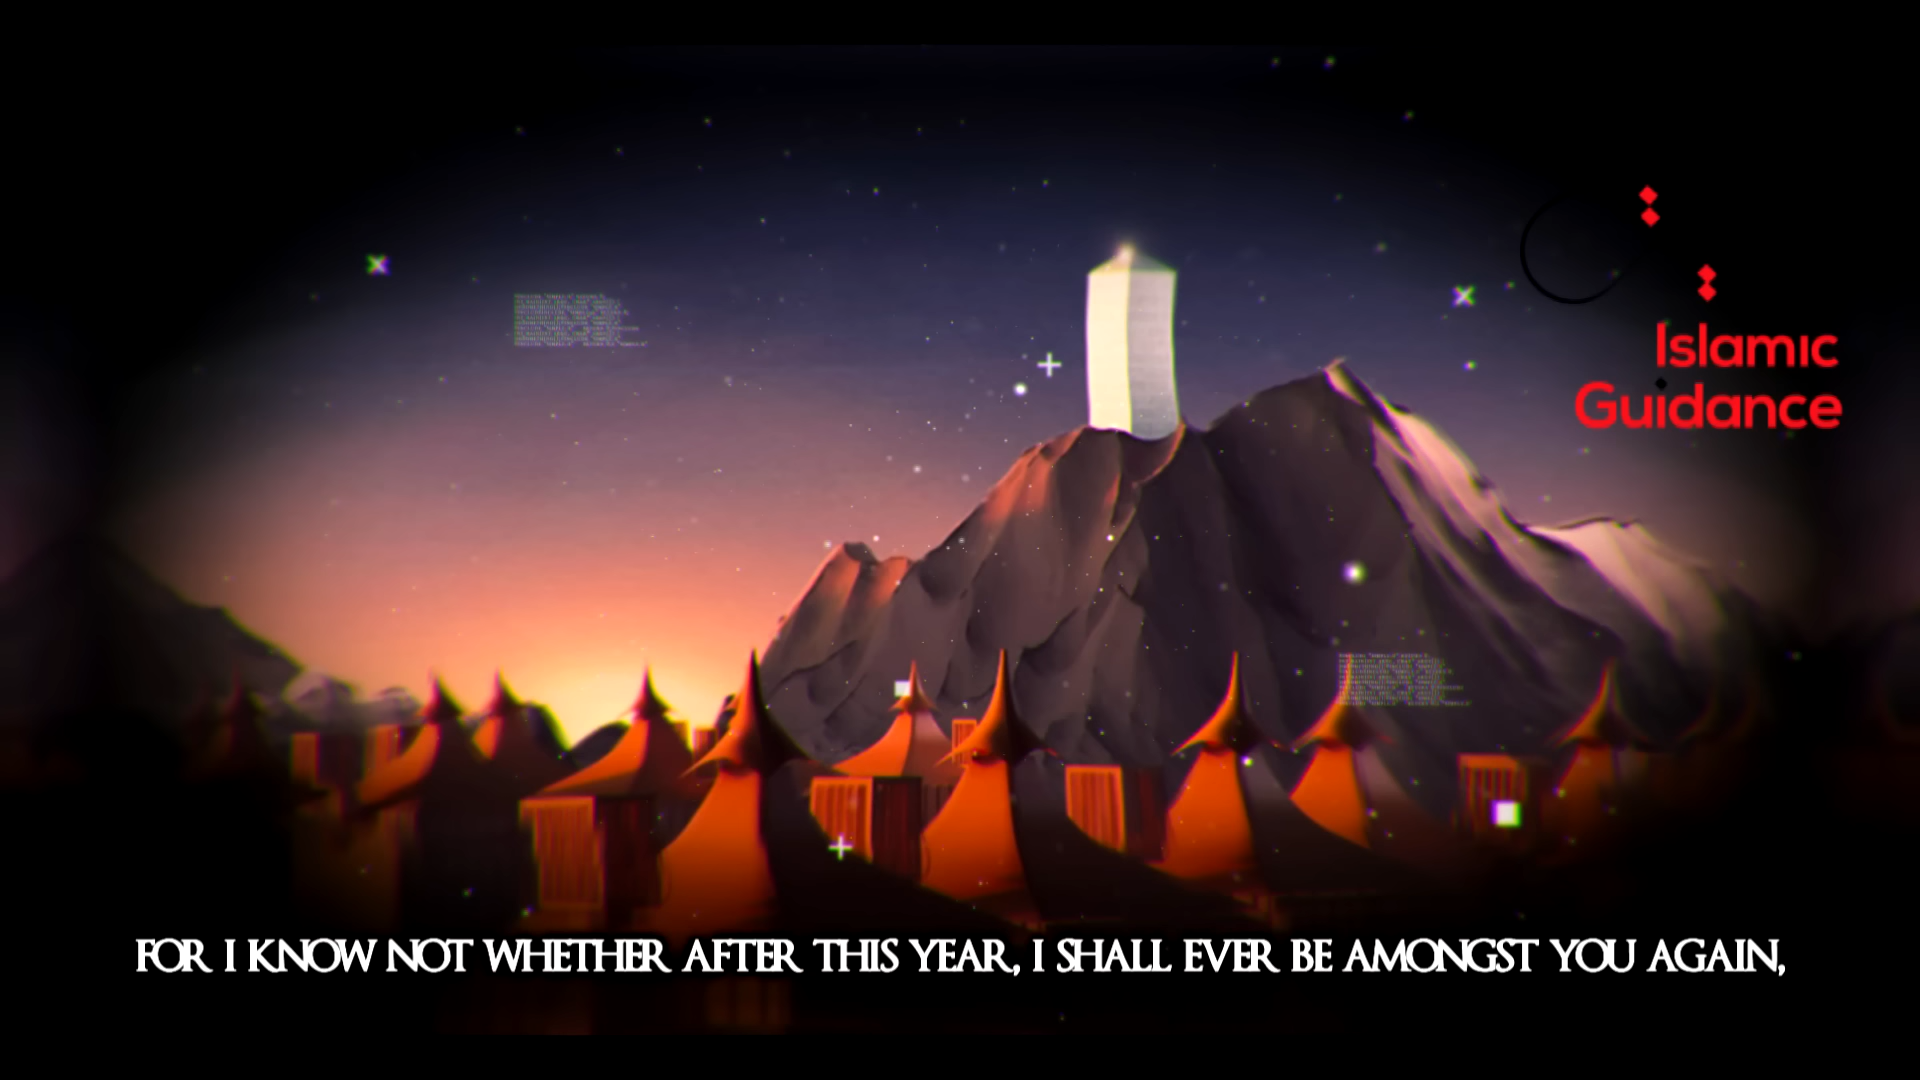 Islamic
Guidance
FOR I KNOW NOT WHETHER AFTER THIS YEAR, I SHALL EVER BE AMONGST YOU AGAIN,